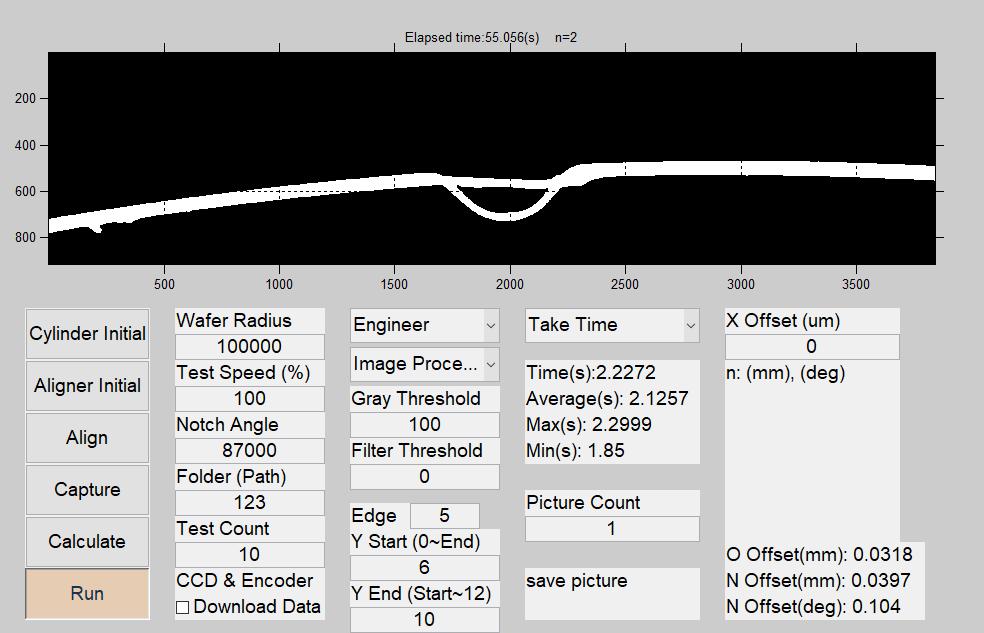 Elapsed time:55.056(s) n=2
200
400
600
800
500 1000 1500 2000 2500 3000 3500
Cylinder Initial
Aligner Initial
Align
Capture
Calculate
Run
Wafer Radius
100000
Test Speed (%)
100
Notch Angle
87000
Folder (Path)
123
Test Count
10
CCD & Encoder
Download Data
Engineer
Image Proce...
Gray Threshold
100
Filter Threshold
0
Edge 5
Y Start (0~End)
6
Y End (Start~12)
10
Take Time
Time(s):2.2272
Average(s): 2.1257
Max(s): 2.2999
Min(s): 1.85
Picture Count
1
save picture
X Offset (um)
0
n: (mm), (deg)
O Offset(mm): 0.0318
N Offset(mm): 0.0397
N Offset(deg): 0.104